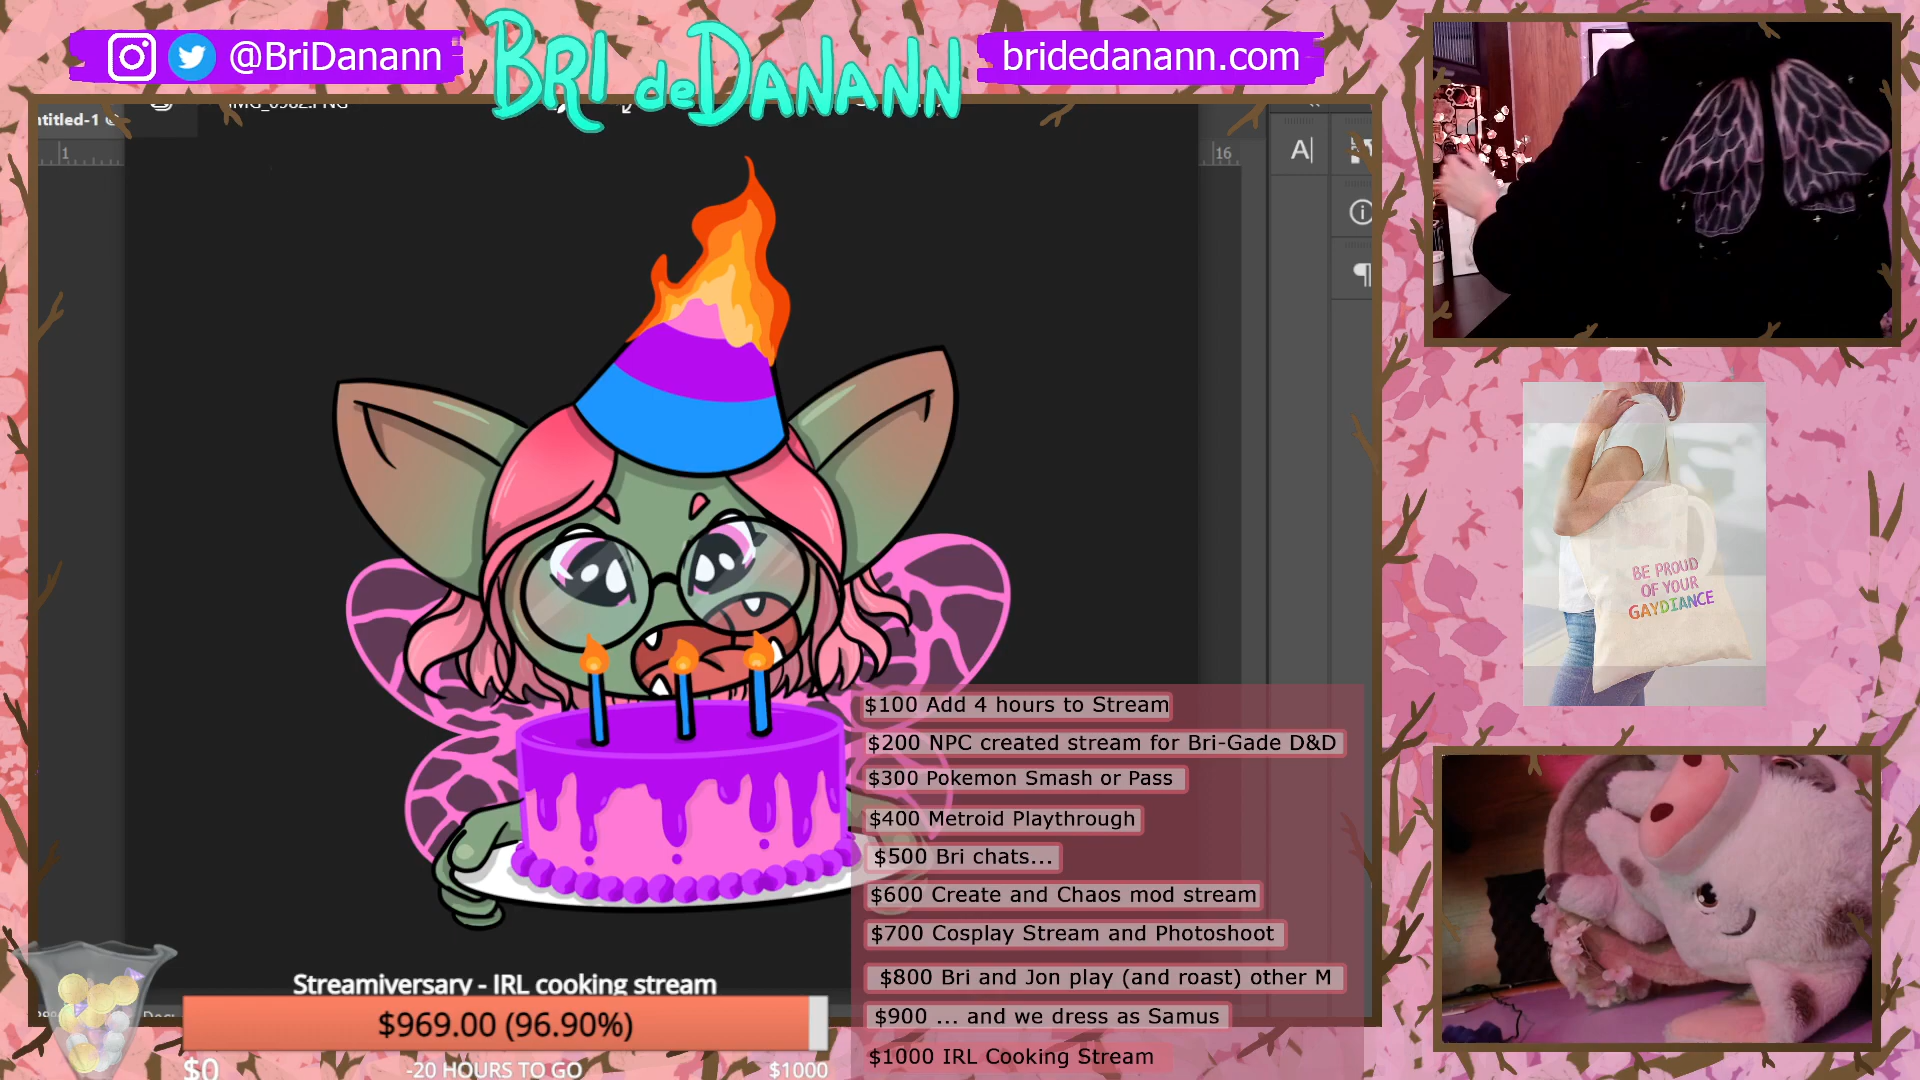 @BriDanann
BRI deDANANN
bridedanann.com
ntitled-1
IMG_0982.PNG
1
16
A
BE PROUD
OF YOUR
GAYDIANCE
$100 Add 4 hours to Stream
$200 NPC created stream for Bri-Gade D&D
$300 Pokemon Smash or Pass
$400 Metroid Playthrough
$500 Bri chats...
$600 Create and Chaos mod stream
$700 Cosplay Stream and Photoshoot
$800 Bri and Jon play (and roast) other M
$900 ... and we dress as Samus
$1000 IRL Cooking Stream
Streamiversary - IRL cooking stream
$969.00 (96.90%)
$0
-20 HOURS TO GO
$1000